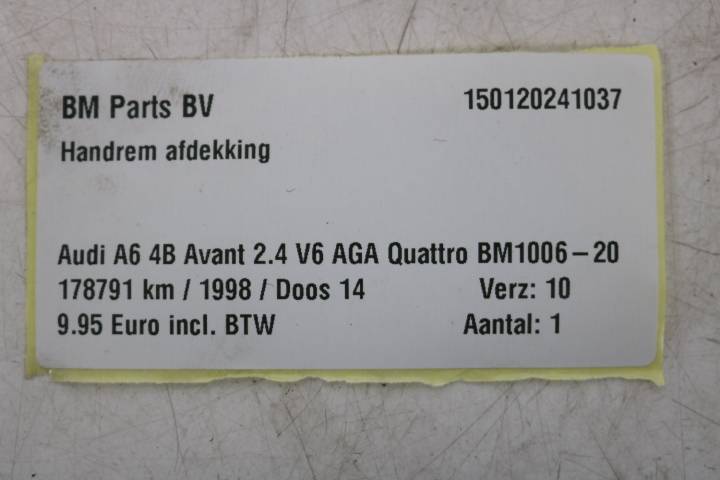 BM Parts BV 150120241037
Handrem afdekking
Audi A6 4B Avant 2.4 V6 AGA Quattro BM1006-20
178791 km / 1998 / Doos 14 Verz: 10
9.95 Euro incl. BTW Aantal: 1